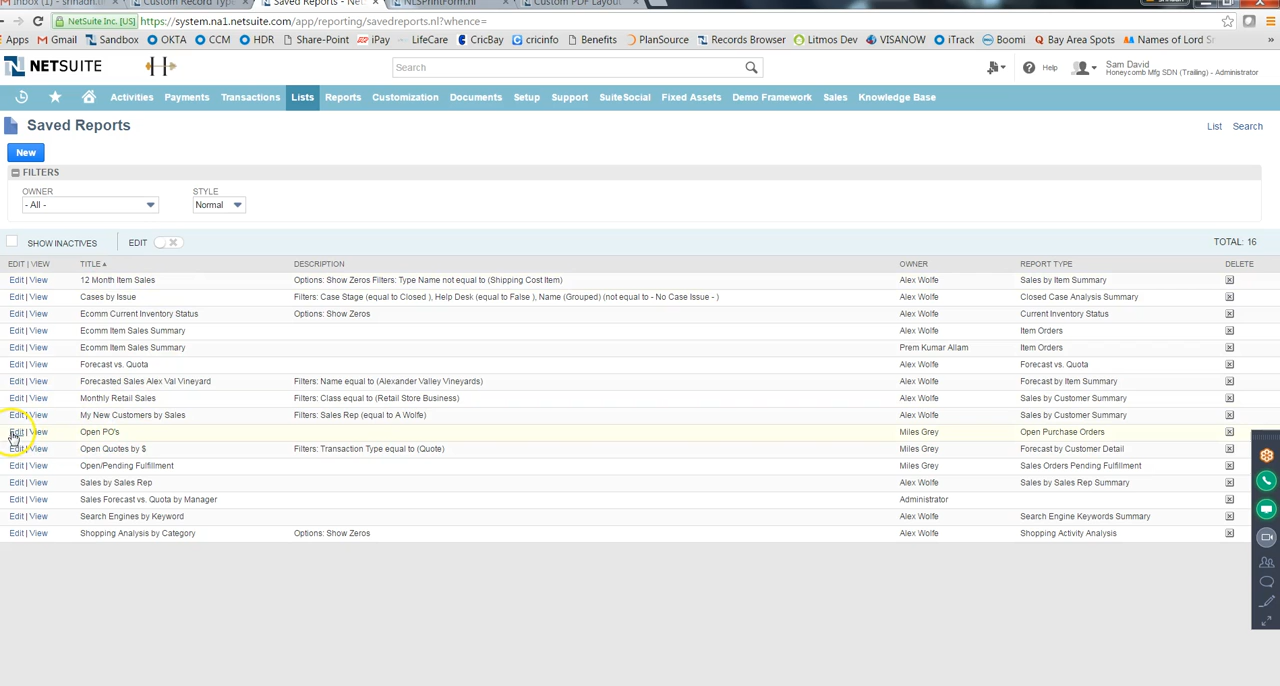 Inbox (1) - shhadn.th
Custom Record Type
Saved Reports - Net
NLSPrintForm.nl
Custom PDF Layout
NetSuite Inc. [US]
https://system.na1.netsuite.com/app/reporting/savedreports.nl?whence=
Apps Gmail Sandbox OKTA CCM HDR Share-Point iPay LifeCare CricBay cricinfo Benefits PlanSource Records Browser Litmos Dev VISANOW iTrack Boomi Bay Area Spots Names of Lord Sr »
NETSUITE H Search Help Sam David
Honeycomb Mfg SDN (Trailing) - Administrator
Activities Payments Transactions Lists Reports Customization Documents Setup Support SuiteSocial Fixed Assets Demo Framework Sales Knowledge Base
Saved Reports List Search
New
FILTERS
OWNER STYLE
- All - Normal
SHOW INACTIVES EDIT TOTAL: 16
EDIT | VIEW TITLE DESCRIPTION OWNER REPORT TYPE DELETE
Edit | View 12 Month Item Sales Options: Show Zeros Filters: Type Name not equal to (Shipping Cost Item) Alex Wolfe Sales by Item Summary
Edit | View Cases by Issue Filters: Case Stage (equal to Closed ), Help Desk (equal to False ), Name (Grouped) (not equal to - No Case Issue - ) Alex Wolfe Closed Case Analysis Summary
Edit | View Ecomm Current Inventory Status Options: Show Zeros Alex Wolfe Current Inventory Status
Edit | View Ecomm Item Sales Summary Alex Wolfe Item Orders
Edit | View Ecomm Item Sales Summary Prem Kumar Allam Item Orders
Edit | View Forecast vs. Quota Alex Wolfe Forecast vs. Quota
Edit | View Forecasted Sales Alex Val Vineyard Filters: Name equal to (Alexander Valley Vineyards) Alex Wolfe Forecast by Item Summary
Edit | View Monthly Retail Sales Filters: Class equal to (Retail Store Business) Alex Wolfe Sales by Customer Summary
Edit | View My New Customers by Sales Filters: Sales Rep (equal to A Wolfe) Alex Wolfe Sales by Customer Summary
Edit | View Open PO's Miles Grey Open Purchase Orders
Edit | View Open Quotes by $ Filters: Transaction Type equal to (Quote) Miles Grey Forecast by Customer Detail
Edit | View Open/Pending Fulfillment Miles Grey Sales Orders Pending Fulfillment
Edit | View Sales by Sales Rep Alex Wolfe Sales by Sales Rep Summary
Edit | View Sales Forecast vs. Quota by Manager Administrator
Edit | View Search Engines by Keyword Alex Wolfe Search Engine Keywords Summary
Edit | View Shopping Analysis by Category Options: Show Zeros Alex Wolfe Shopping Activity Analysis